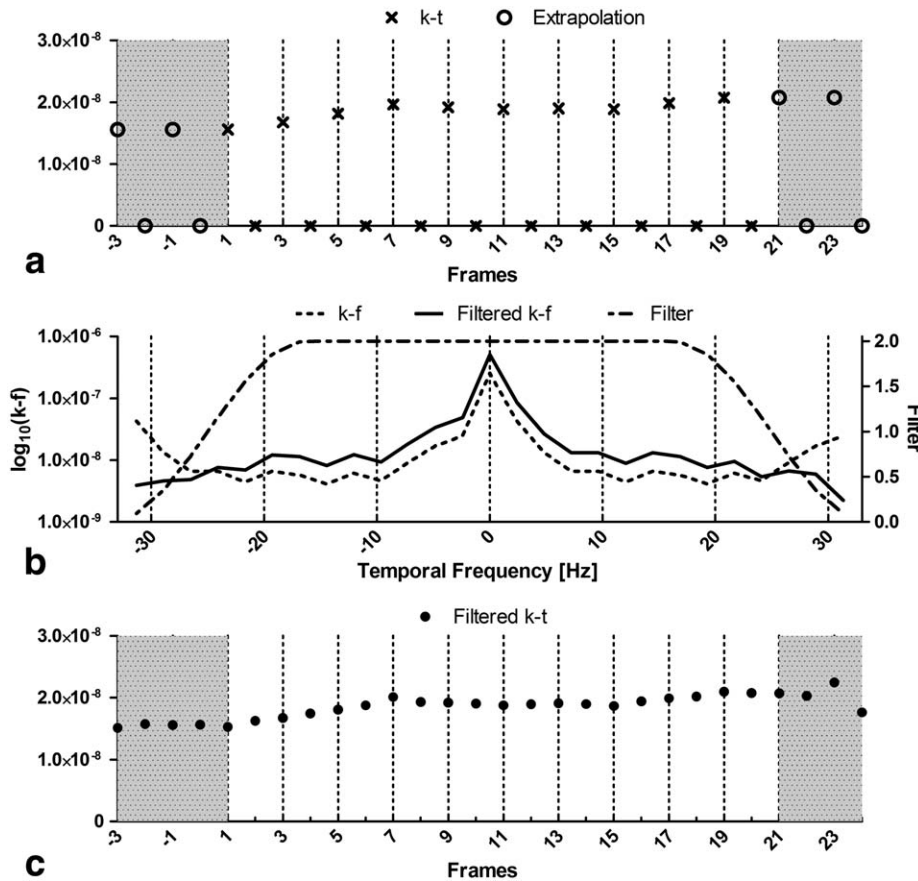 k-t Extrapolation
3.0×10⁻⁸
2.0×10⁻⁸
1.0×10⁻⁸
0
-3 -1 1 3 5 7 9 11 13 15 17 19 21 23
Frames
a
k-f Filtered k-f Filter
1.0×10⁻⁶
1.0×10⁻⁷
1.0×10⁻⁸
1.0×10⁻⁹
log₁₀(k-f)
2.0
1.5
1.0
0.5
0.0
Filter
-30 -20 -10 0 10 20 30
Temporal Frequency [Hz]
b
Filtered k-t
3.0×10⁻⁸
2.0×10⁻⁸
1.0×10⁻⁸
0
-3 -1 1 3 5 7 9 11 13 15 17 19 21 23
Frames
c